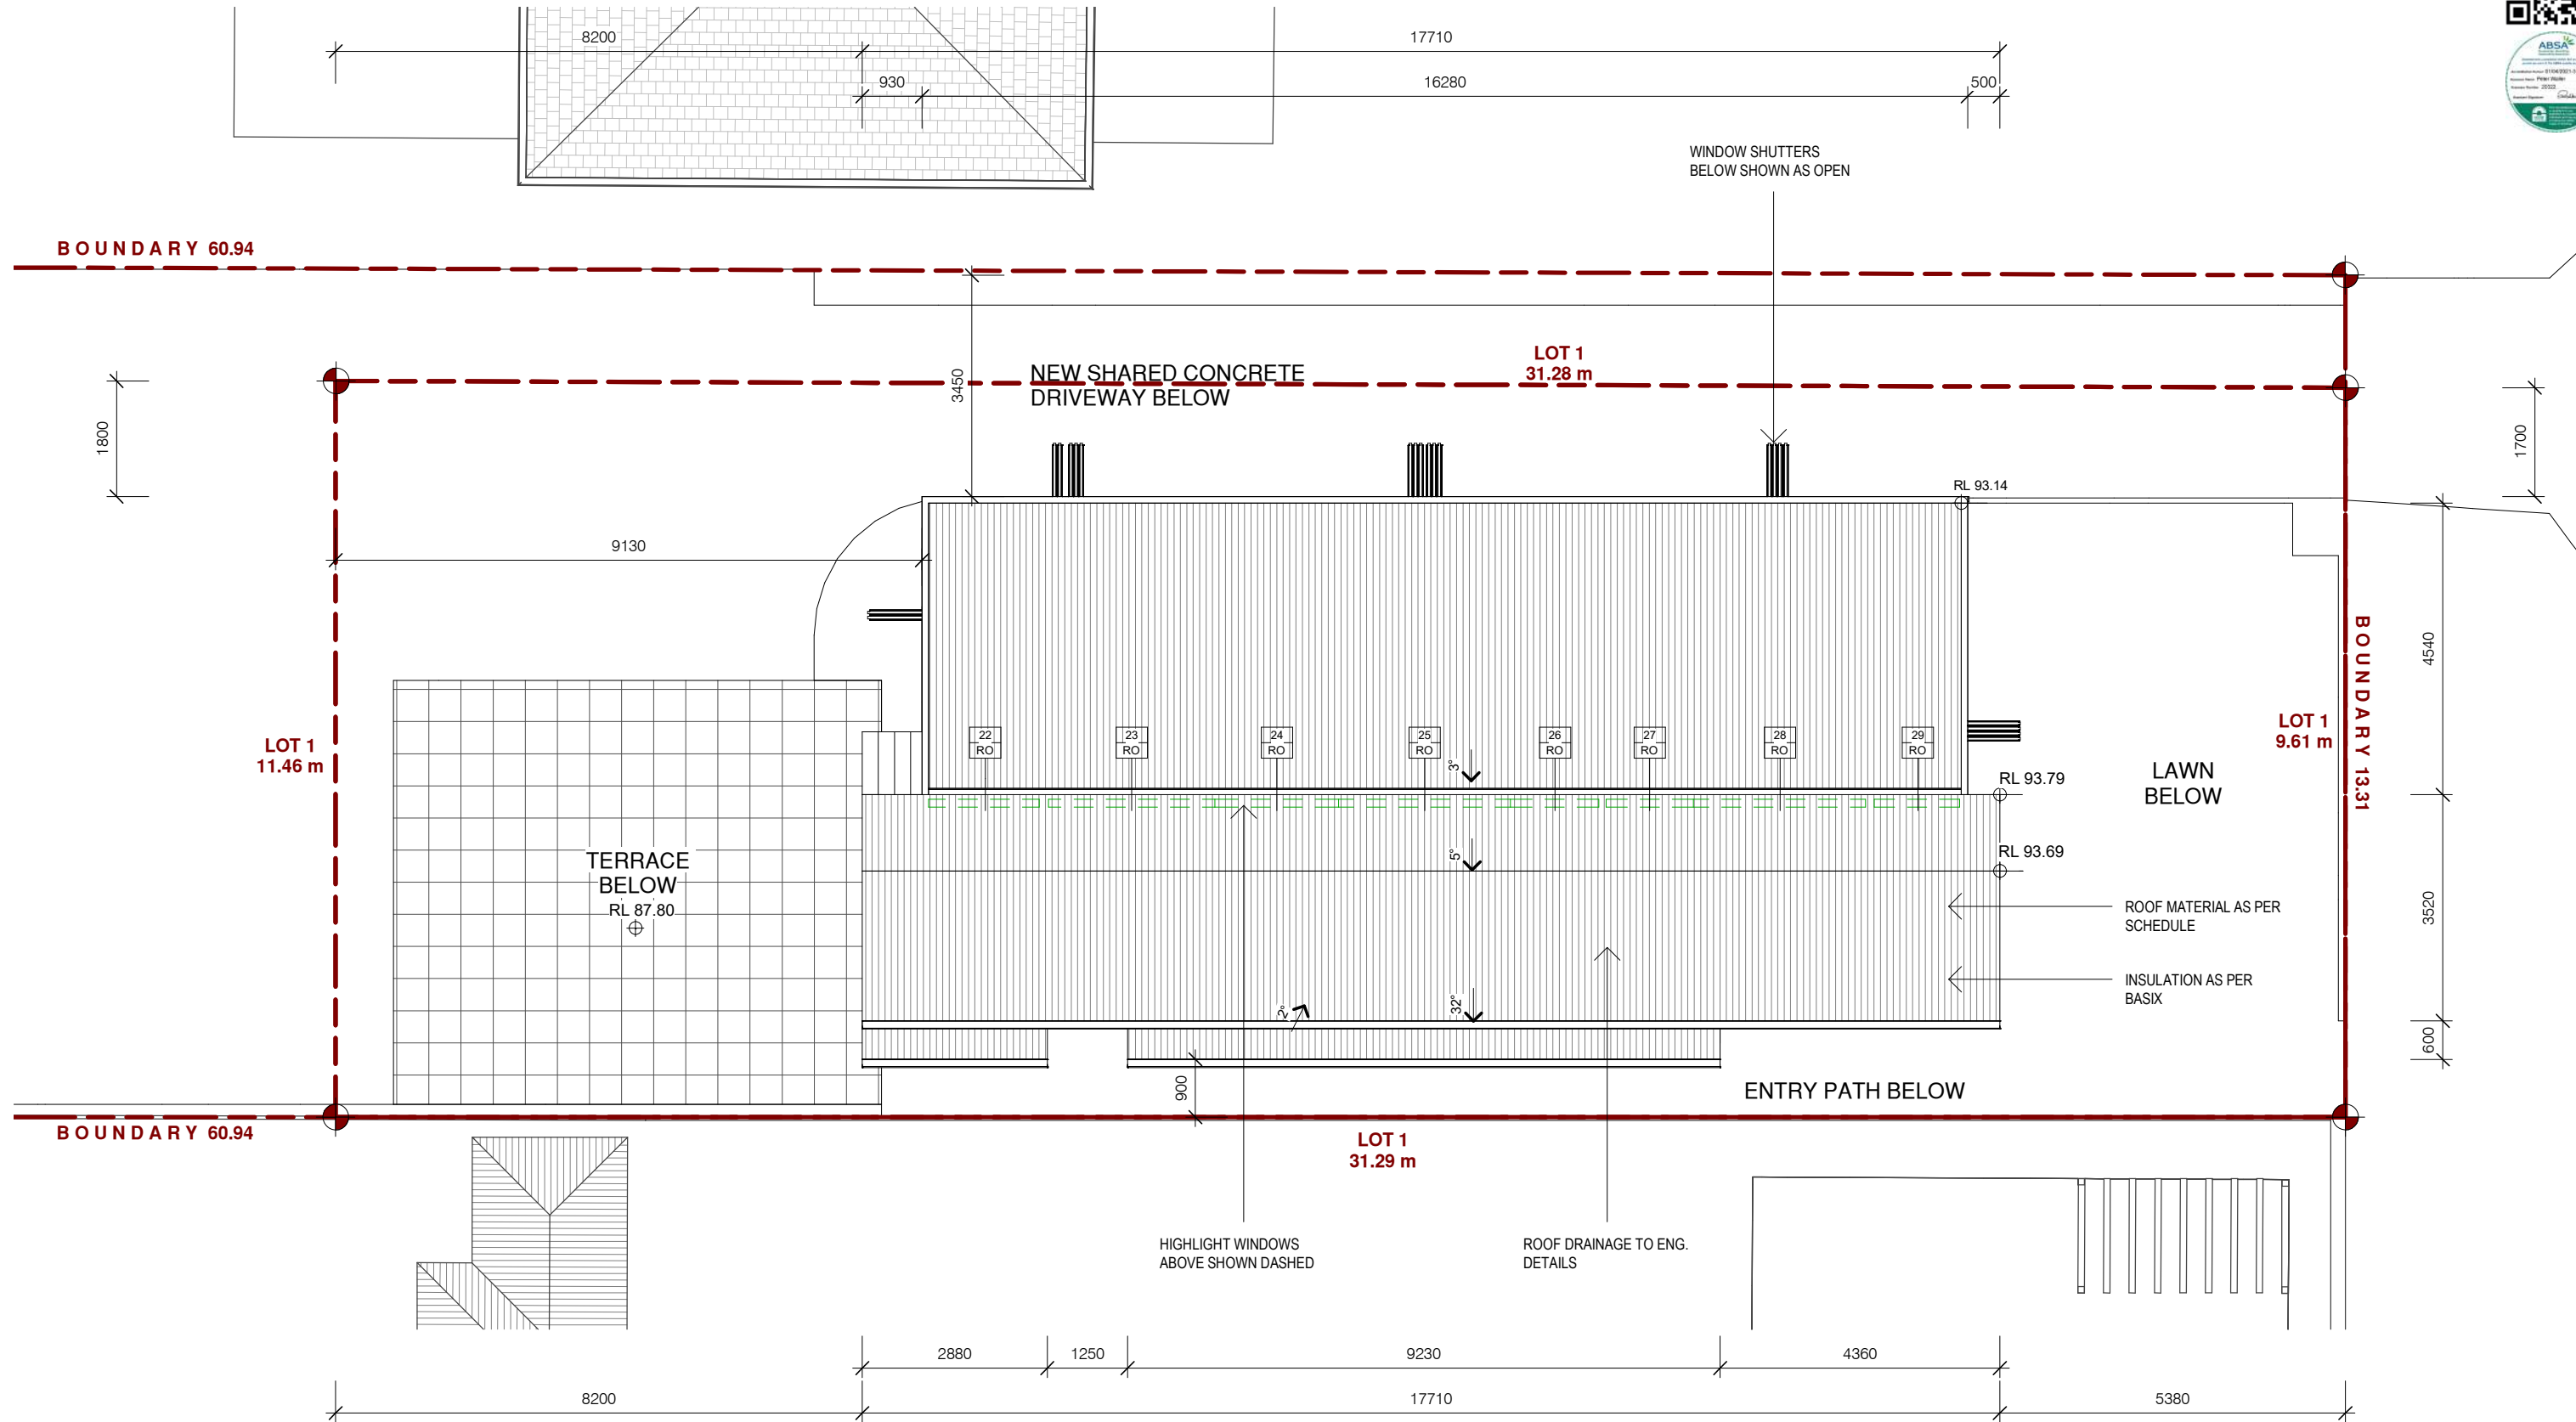 8200
17710
930
16280
500
ABSA
Peter Waller
WINDOW SHUTTERS
BELOW SHOWN AS OPEN
BOUNDARY 60.94
LOT 1
31.28 m
NEW SHARED CONCRETE
DRIVEWAY BELOW
3450
1800
1700
RL 93.14
9130
4540
BOUNDARY 13.31
LOT 1
11.46 m
22
RO
23
RO
24
RO
25
RO
26
RO
27
RO
28
RO
29
RO
3°
LOT 1
9.61 m
RL 93.79
LAWN
BELOW
5°
RL 93.69
TERRACE
BELOW
RL 87.80
ROOF MATERIAL AS PER
SCHEDULE
3520
INSULATION AS PER
BASIX
2°
32°
600
900
ENTRY PATH BELOW
BOUNDARY 60.94
LOT 1
31.29 m
HIGHLIGHT WINDOWS
ABOVE SHOWN DASHED
ROOF DRAINAGE TO ENG.
DETAILS
2880
1250
9230
4360
8200
17710
5380